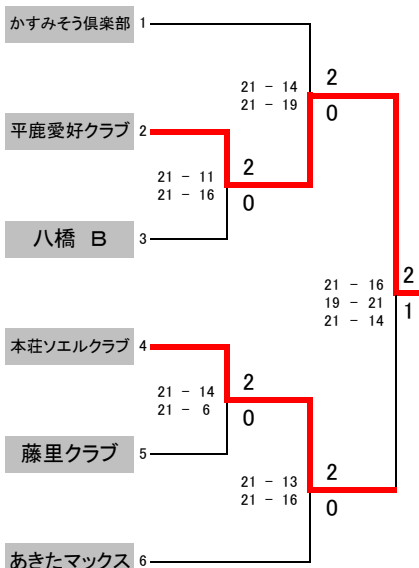 かすみそう倶楽部 1
21 - 14
21 - 19
2
0
平鹿愛好クラブ 2
21 - 11
21 - 16
2
0
八橋 B 3
21 - 16
19 - 21
21 - 14
2
1
本荘ソエルクラブ 4
21 - 14
21 - 6
2
0
藤里クラブ 5
21 - 13
21 - 16
2
0
あきたマックス 6